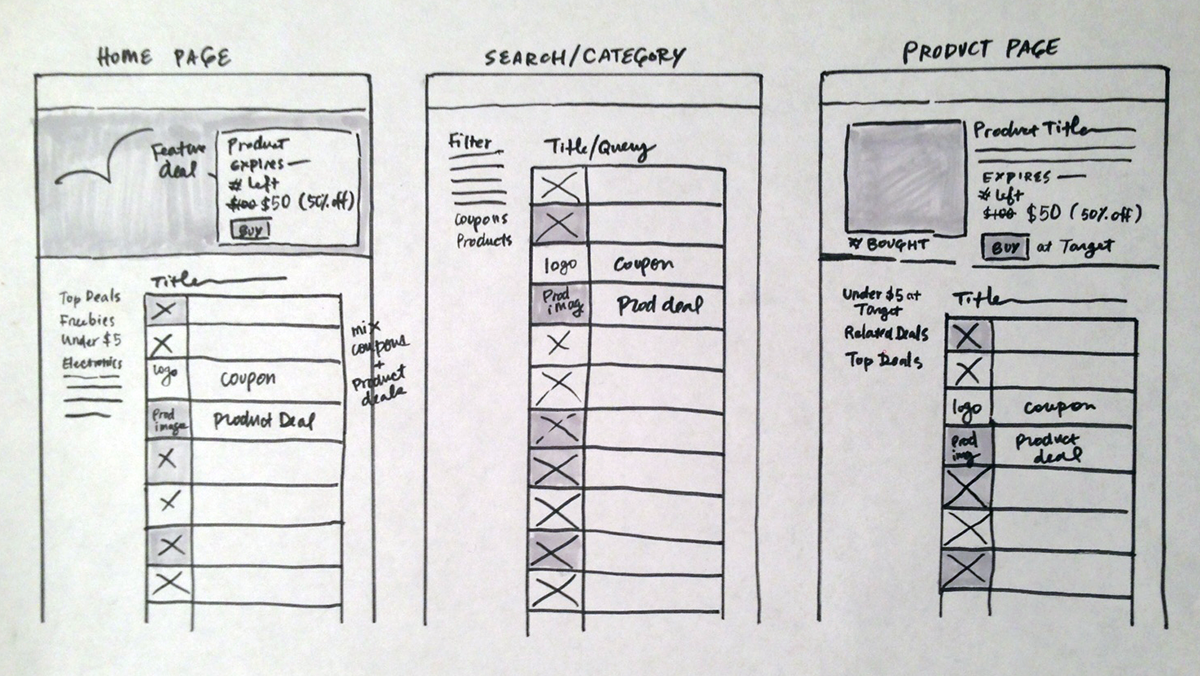 HOME PAGE
Feature
deal
Product
EXPIRES
# Left
$100 $50 (50% off)
BUY
Title
Top Deals
Freebies
Under $5
Electronics
logo
coupon
Prod
image
Product Deal
mix
coupons
+
Product
deals
SEARCH/CATEGORY
Filter
Coupons
Products
Title/Query
logo
Coupon
Prod
imag
Prod deal
PRODUCT PAGE
# BOUGHT
Product Title
EXPIRES
# Left
$100 $50 (50% off)
BUY at Target
Under $5 at
Target
Related Deals
Top Deals
Title
logo
coupon
Prod
img
Product
deal